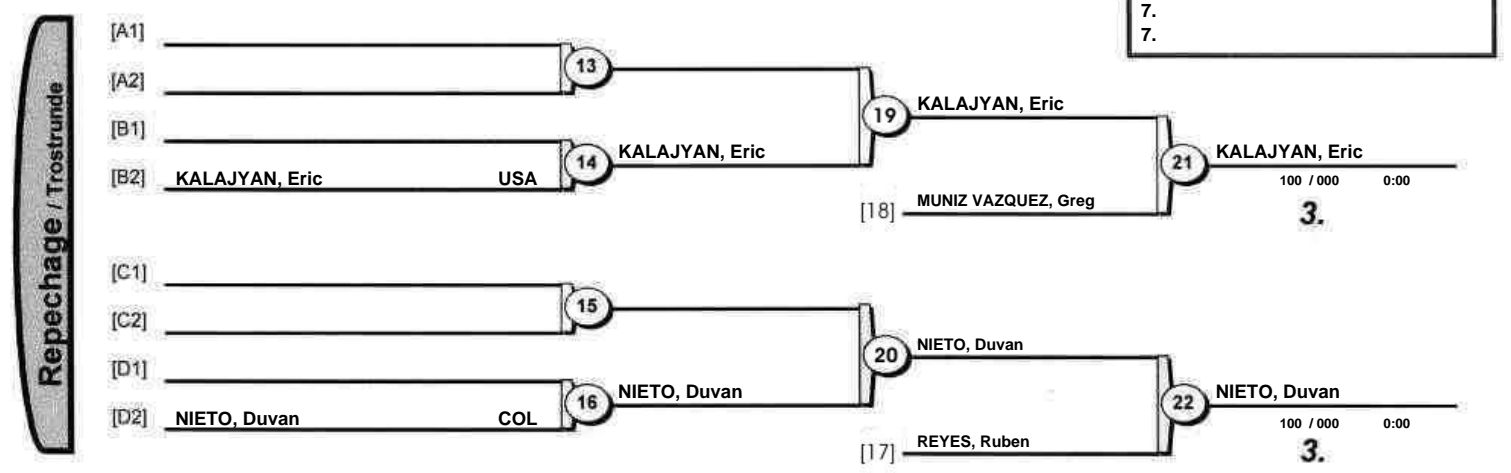 7.
7.
Repechage / Trostrunde
[A1]
[A2]
13
[B1]
[B2] KALAJYAN, Eric USA
14 KALAJYAN, Eric
19 KALAJYAN, Eric
[18] MUNIZ VAZQUEZ, Greg
21 KALAJYAN, Eric
100 / 000 0:00
3.
[C1]
[C2]
15
[D1]
[D2] NIETO, Duvan COL
16 NIETO, Duvan
20 NIETO, Duvan
[17] REYES, Ruben
22 NIETO, Duvan
100 / 000 0:00
3.